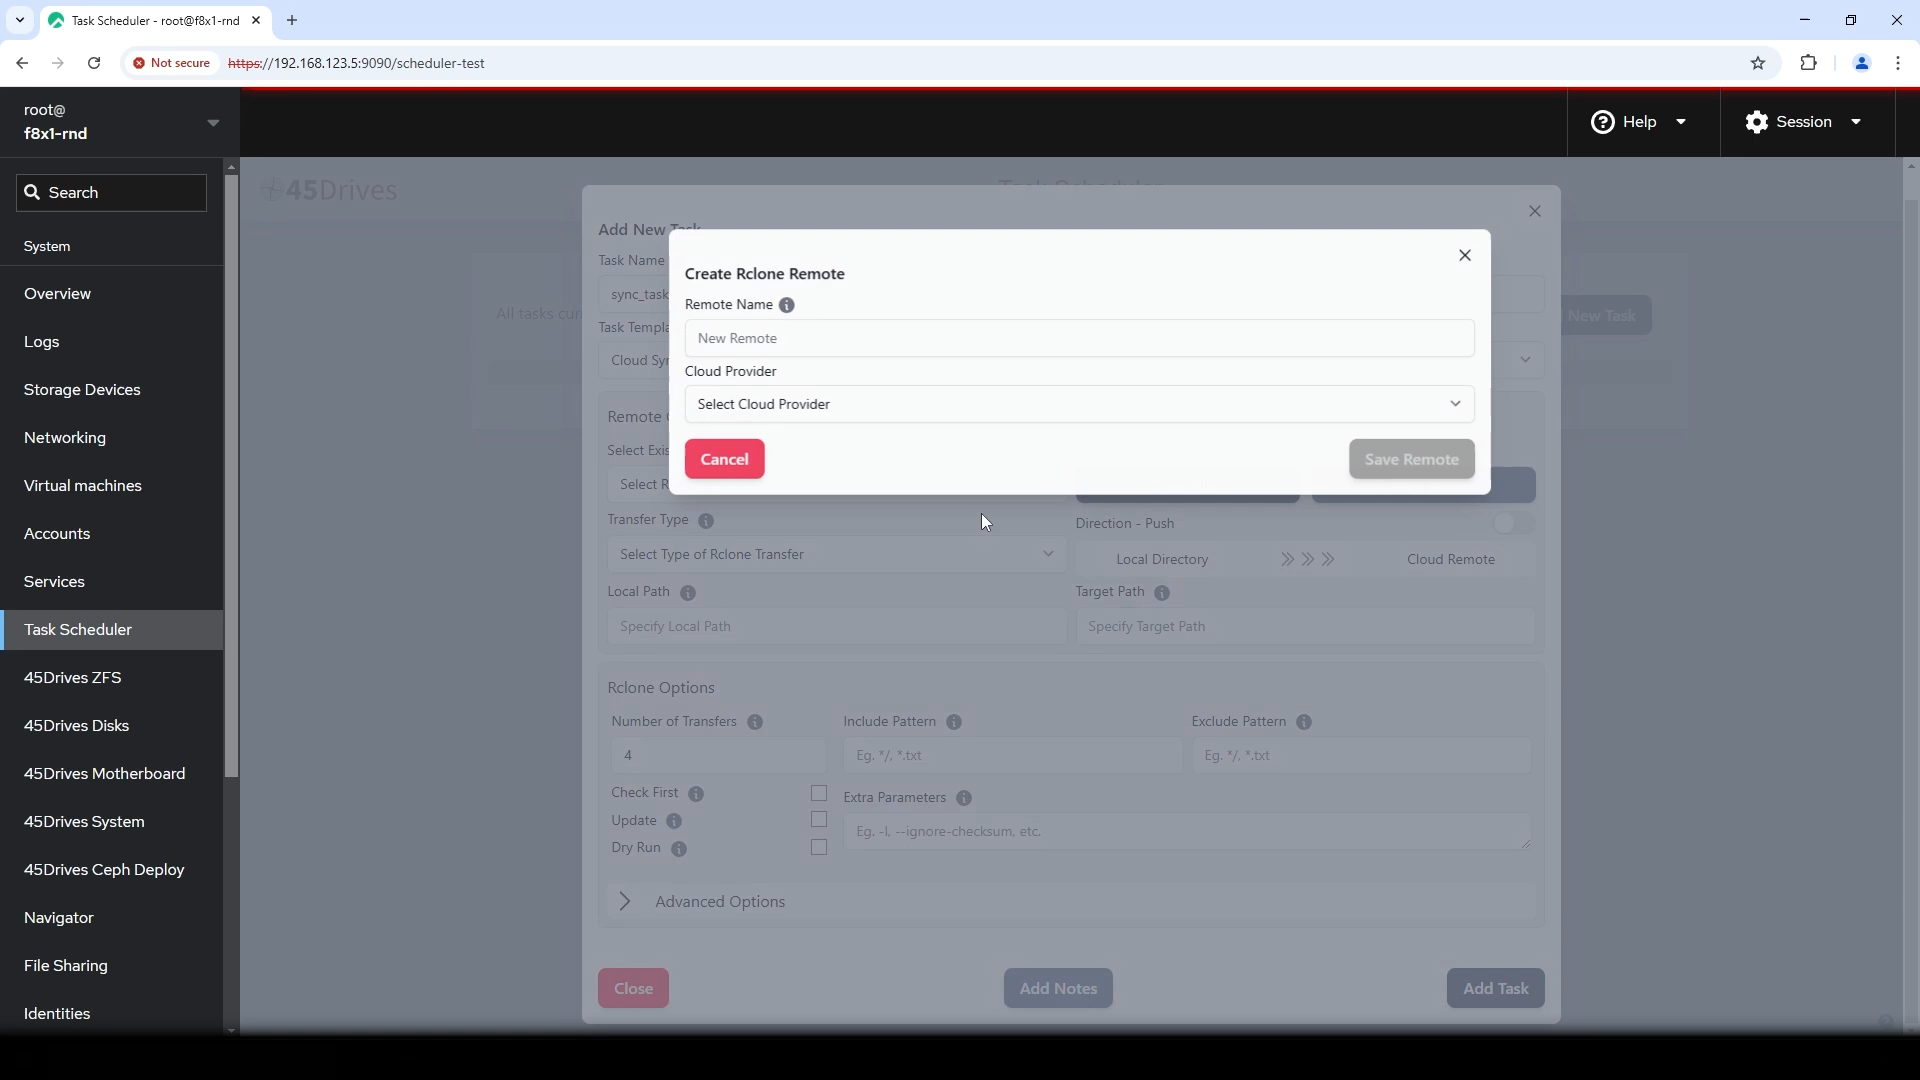 Task Scheduler - root@f8x1-rnd
Not secure
https://192.168.123.5:9090/scheduler-test
root@
f8x1-rnd
Help
Session
Search
System
Overview
Logs
Storage Devices
Networking
Virtual machines
Accounts
Services
Task Scheduler
45Drives ZFS
45Drives Disks
45Drives Motherboard
45Drives System
45Drives Ceph Deploy
Navigator
File Sharing
Identities
45Drives
Task Scheduler
All tasks
New Task
Add New Task
Task Name
sync_task
Task
Cloud
Remote
Select
Select
Create Rclone Remote
Remote Name
New Remote
Cloud Provider
Select Cloud Provider
Cancel
Save Remote
Transfer Type
Direction - Push
Select Type of Rclone Transfer
Local Directory
Cloud Remote
Local Path
Target Path
Specify Local Path
Specify Target Path
Rclone Options
Number of Transfers
Include Pattern
Exclude Pattern
4
Eg. */, *.txt
Eg. */, *.txt
Check First
Extra Parameters
Update
Eg. -l, --ignore-checksum, etc.
Dry Run
Advanced Options
Close
Add Notes
Add Task